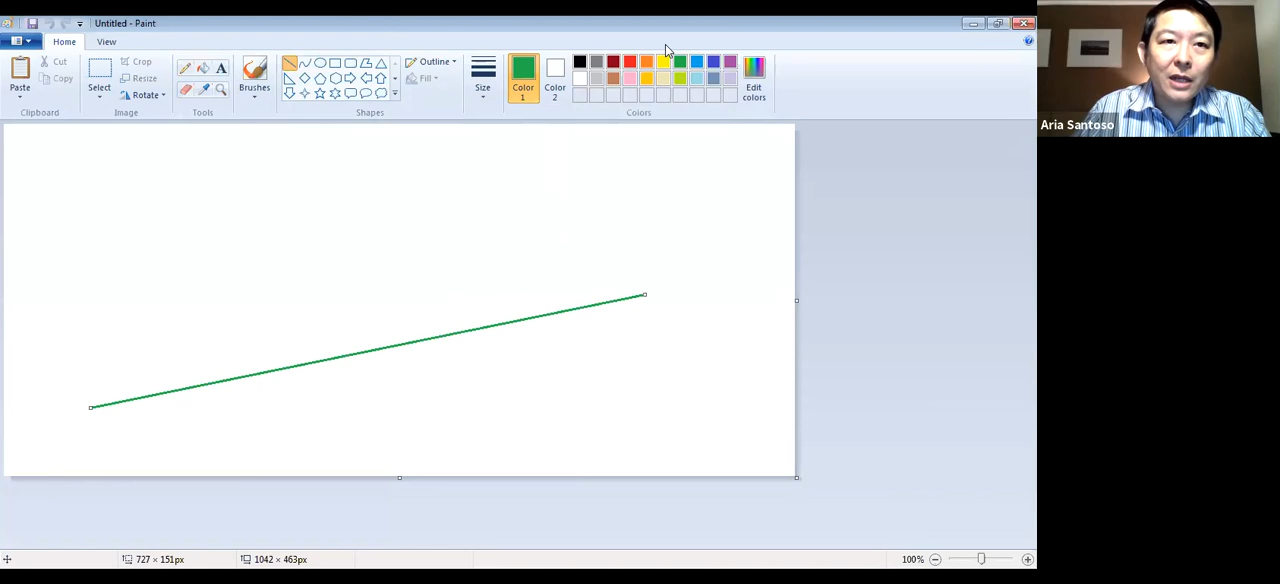 Untitled - Paint
Home View
Paste
Cut
Copy
Clipboard
Select
Crop
Resize
Rotate
Image
A
Tools
Brushes
Outline
Fill
Shapes
Size
Color 1
Color 2
Edit colors
Colors
Aria Santoso
727 × 151px
1042 × 463px
100%